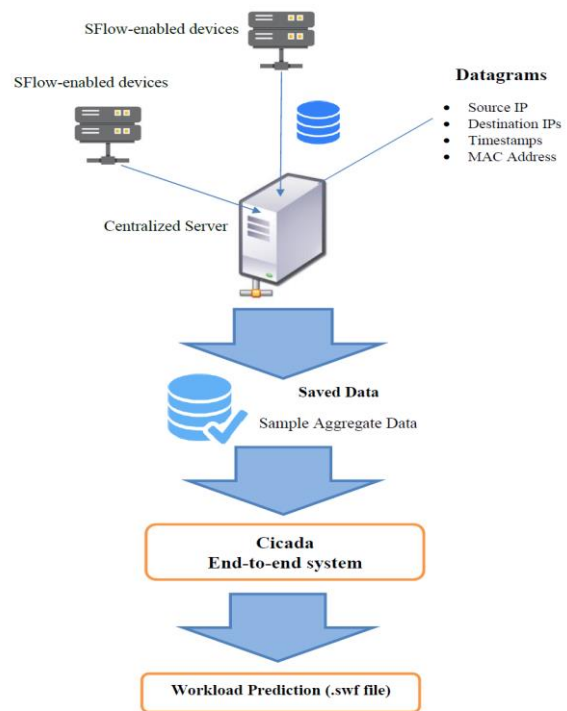 SFlow-enabled devices
SFlow-enabled devices
Datagrams
• Source IP
• Destination IPs
• Timestamps
• MAC Address
Centralized Server
Saved Data
Sample Aggregate Data
Cicada
End-to-end system
Workload Prediction (.swf file)